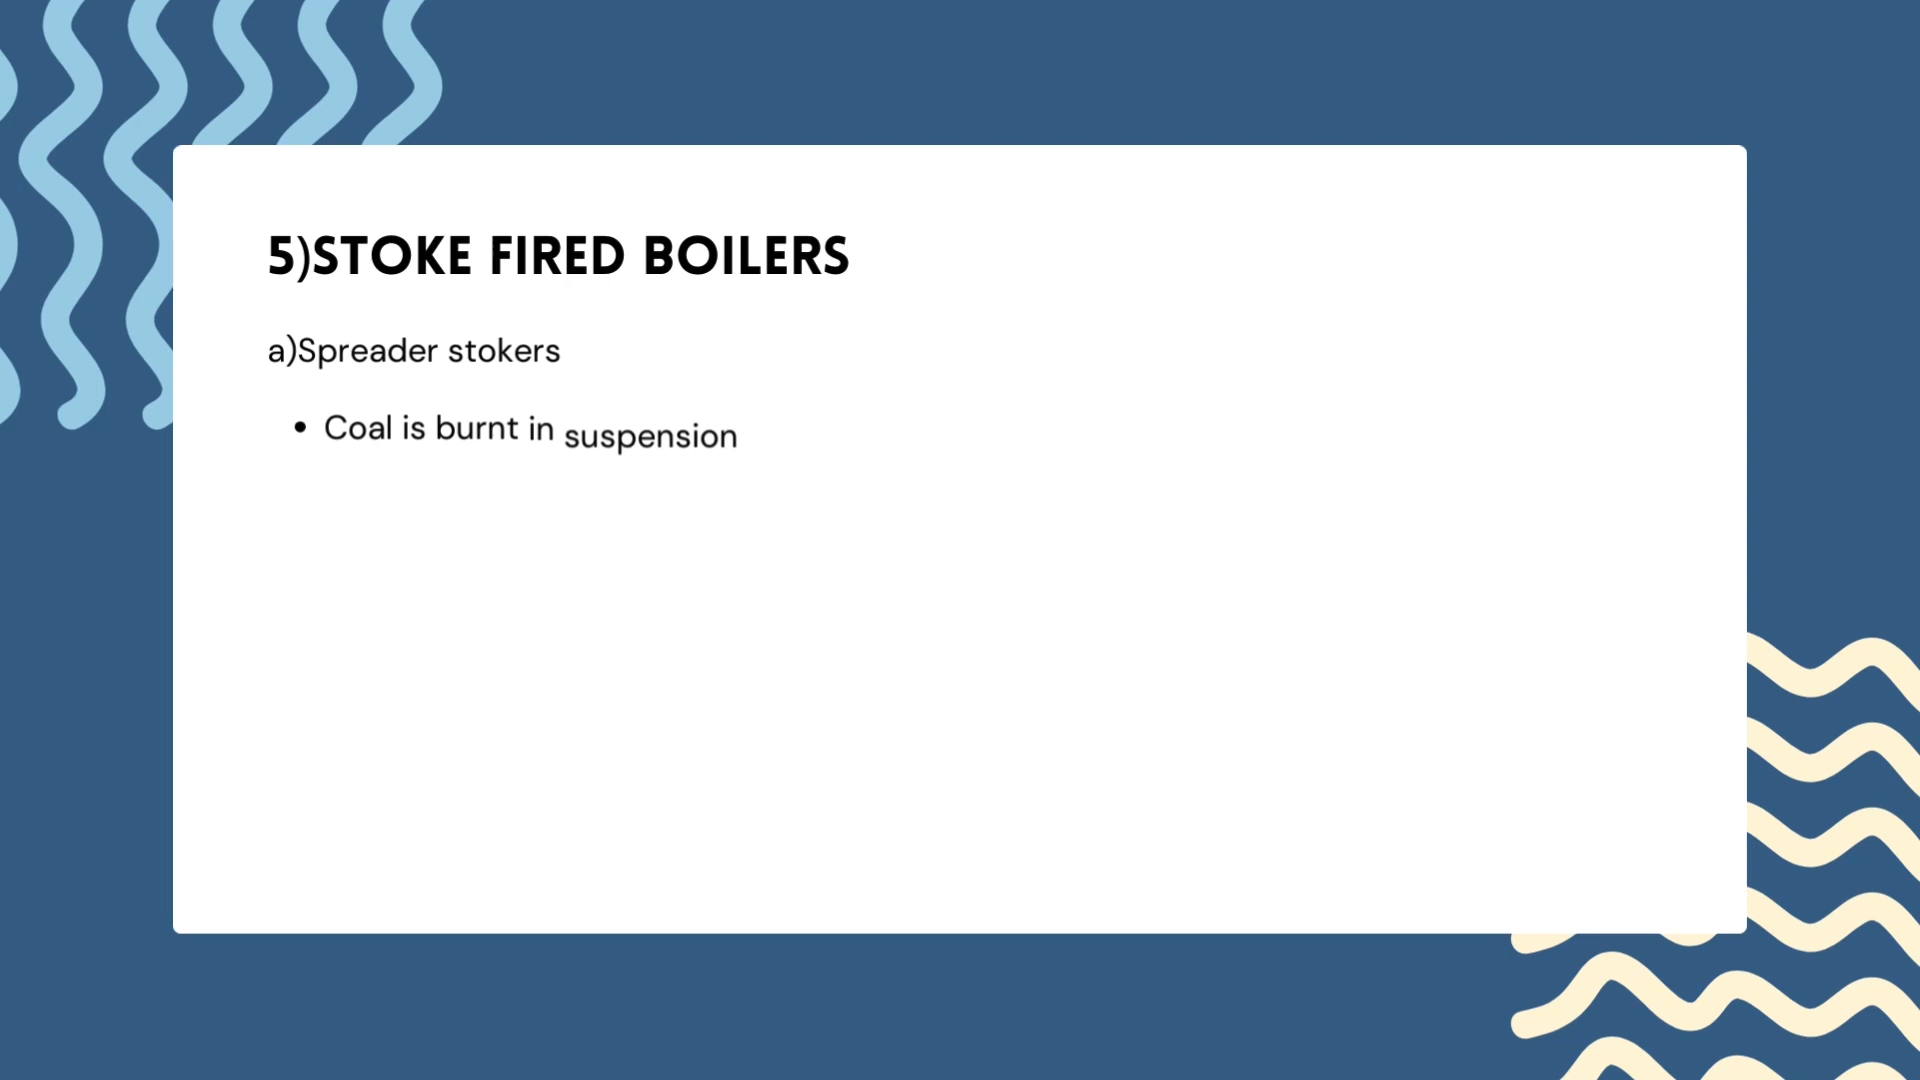 5)STOKE FIRED BOILERS
a)Spreader stokers
• Coal is burnt in suspension